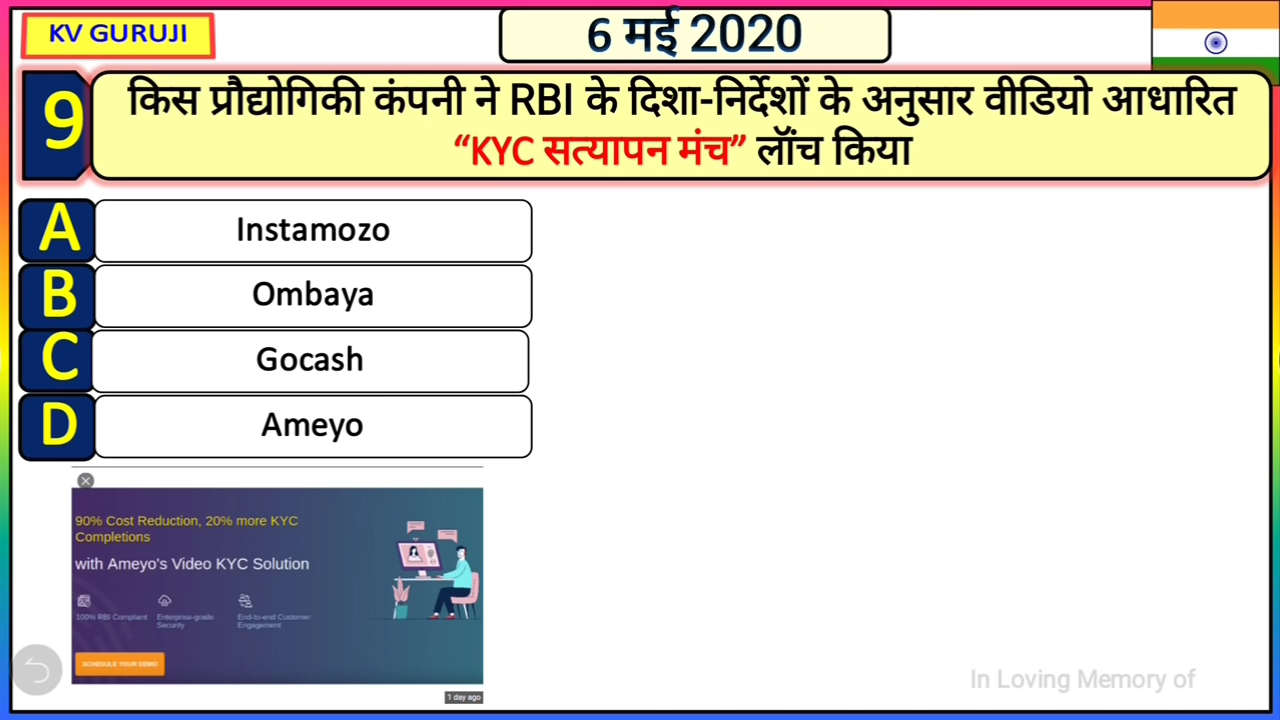 KV GURUJI
6 मई 2020
9
किस प्रौद्योगिकी कंपनी ने RBI के दिशा-निर्देशों के अनुसार वीडियो आधारित
“KYC सत्यापन मंच” लॉंच किया
A
Instamozo
B
Ombaya
C
Gocash
D
Ameyo
90% Cost Reduction, 20% more KYC
Completions
with Ameyo's Video KYC Solution
100% RBI Compliant
Enterprise-grade
Security
End-to-end Customer
Engagement
SCHEDULE YOUR DEMO
1 day ago
In Loving Memory of